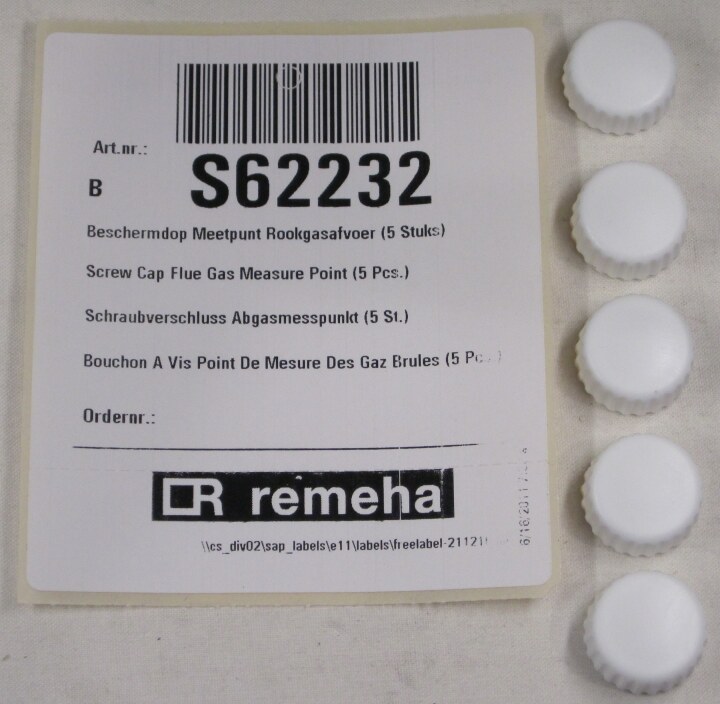 Art.nr.:
B S62232
Beschermdop Meetpunt Rookgasafvoer (5 Stuks)
Screw Cap Flue Gas Measure Point (5 Pcs.)
Schraubverschluss Abgasmesspunkt (5 St.)
Bouchon A Vis Point De Mesure Des Gaz Brules (5
Ordernr.:
remeha